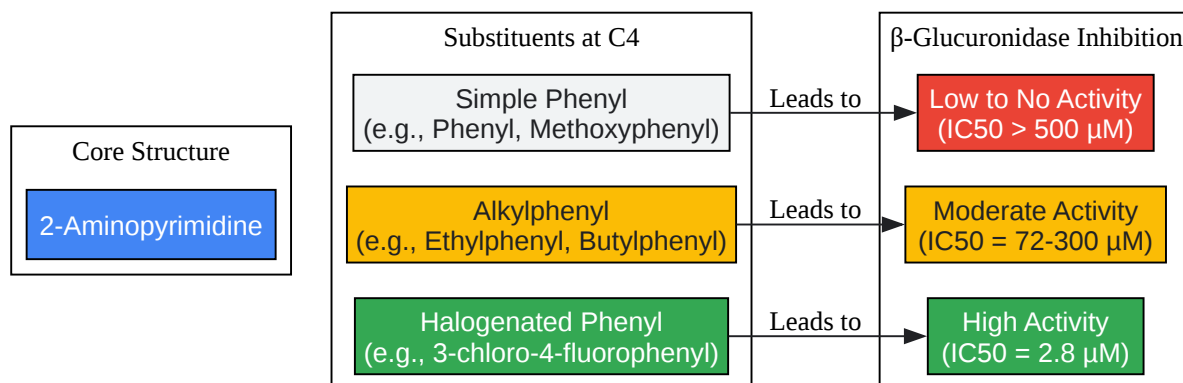 Core Structure
2-Aminopyrimidine
Substituents at C4
Simple Phenyl
(e.g., Phenyl, Methoxyphenyl)
Alkylphenyl
(e.g., Ethylphenyl, Butylphenyl)
Halogenated Phenyl
(e.g., 3-chloro-4-fluorophenyl)
Leads to
Leads to
Leads to
β-Glucuronidase Inhibition
Low to No Activity
(IC50 > 500 µM)
Moderate Activity
(IC50 = 72-300 µM)
High Activity
(IC50 = 2.8 µM)